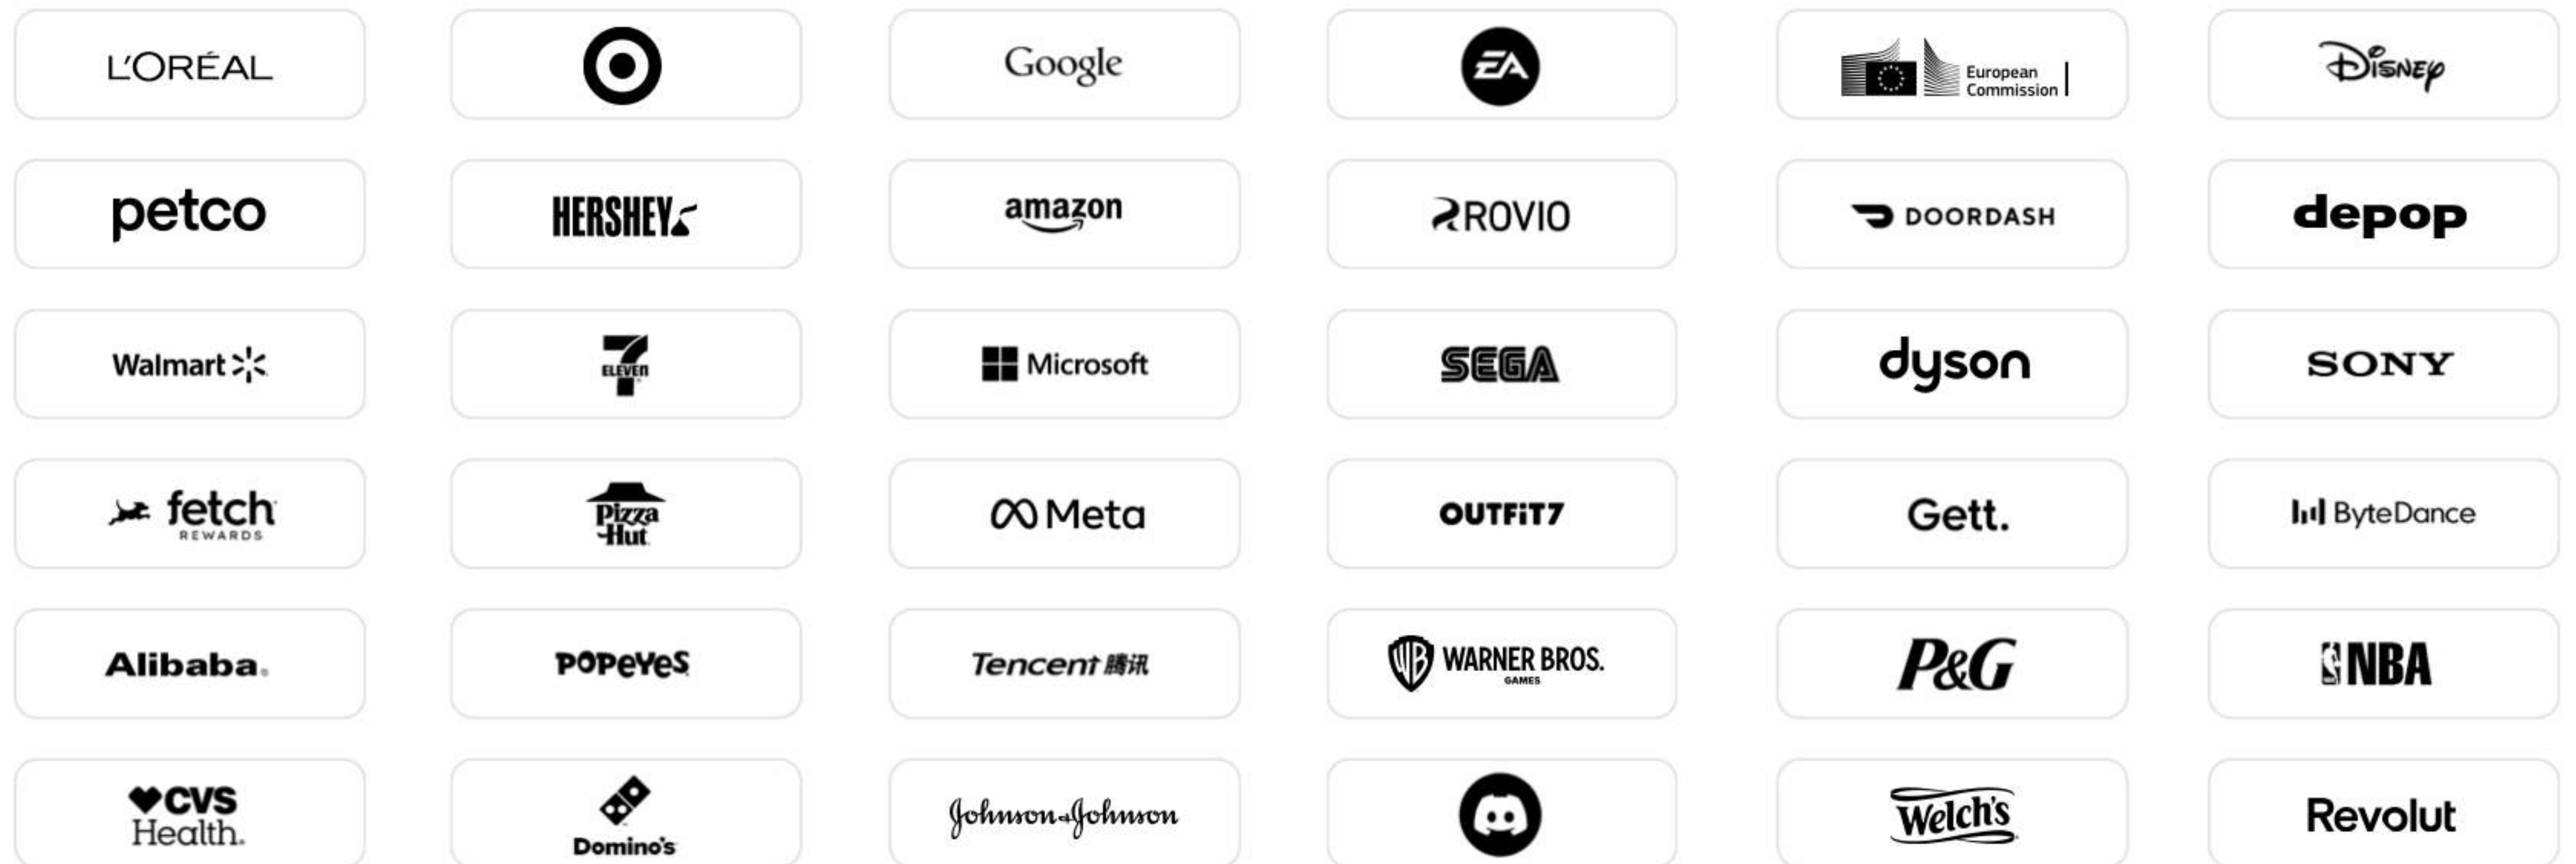 L'ORÉAL
Google
EA
European
Commission
Disney
petco
HERSHEY
amazon
ROVIO
DOORDASH
depop
Walmart
7
ELEVEn
Microsoft
SEGA
dyson
SONY
fetch
REWARDS
Pizza
Hut
Meta
OUTFiT7
Gett.
ByteDance
Alibaba
POPeYeS
Tencent 腾讯
WB
WARNER BROS.
GAMES
P&G
NBA
CVS
Health.
Domino's
Johnson&Johnson
Welch's
Revolut